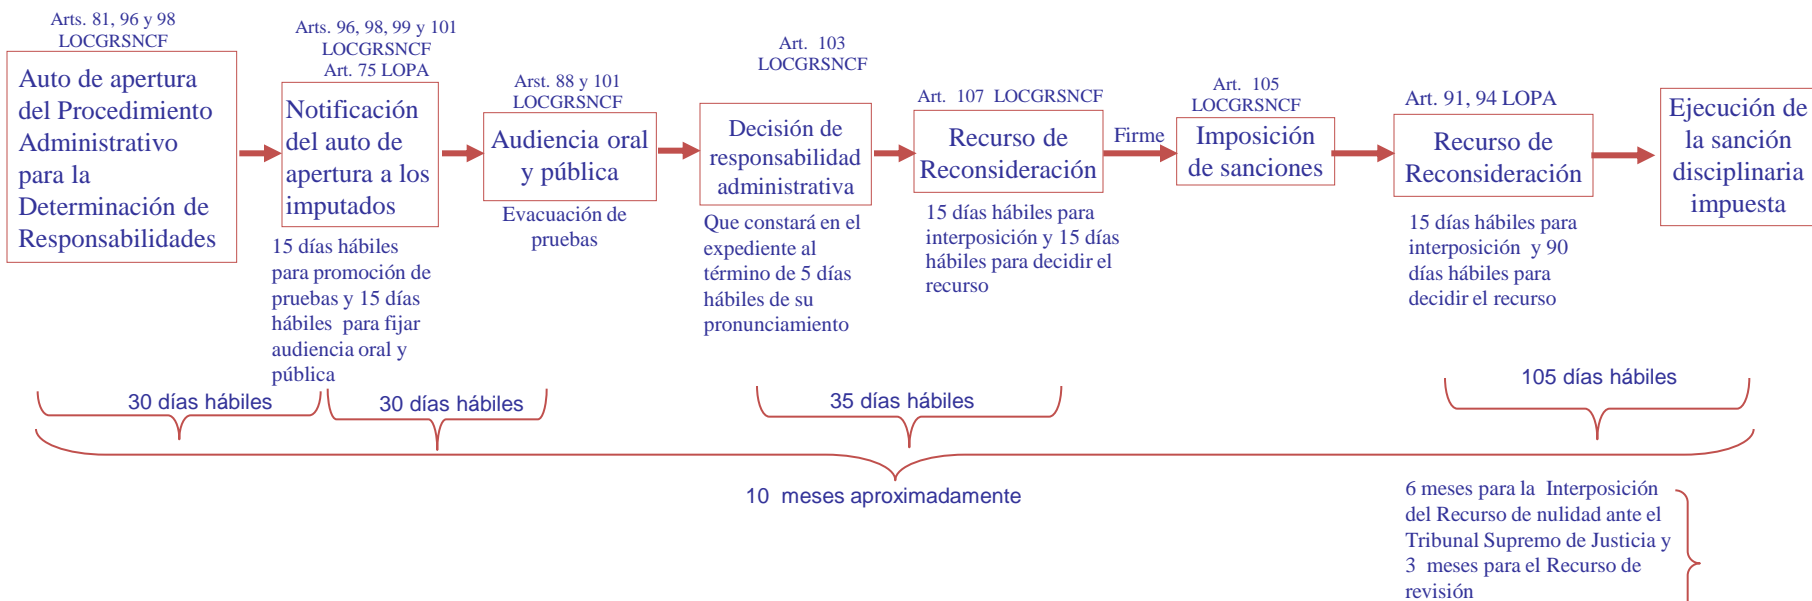 Arts. 81, 96 y 98
LOCGRSNCF
Auto de apertura
del Procedimiento
Administrativo
para la
Determinación de
Responsabilidades
Arts. 96, 98, 99 y 101
LOCGRSNCF
Art. 75 LOPA
Notificación
del auto de
apertura a los
imputados
15 días hábiles
para promoción de
pruebas y 15 días
hábiles para fijar
audiencia oral y
pública
Arst. 88 y 101
LOCGRSNCF
Audiencia oral
y pública
Evacuación de
pruebas
Art. 103
LOCGRSNCF
Decisión de
responsabilidad
administrativa
Que constará en el
expediente al
término de 5 días
hábiles de su
pronunciamiento
Art. 107 LOCGRSNCF
Recurso de
Reconsideración
15 días hábiles para
interposición y 15 días
hábiles para decidir el
recurso
Firme
Art. 105
LOCGRSNCF
Imposición
de sanciones
Art. 91, 94 LOPA
Recurso de
Reconsideración
15 días hábiles para
interposición y 90
días hábiles para
decidir el recurso
Ejecución de
la sanción
disciplinaria
impuesta
30 días hábiles
30 días hábiles
35 días hábiles
105 días hábiles
10 meses aproximadamente
6 meses para la Interposición
del Recurso de nulidad ante el
Tribunal Supremo de Justicia y
3 meses para el Recurso de
revisión